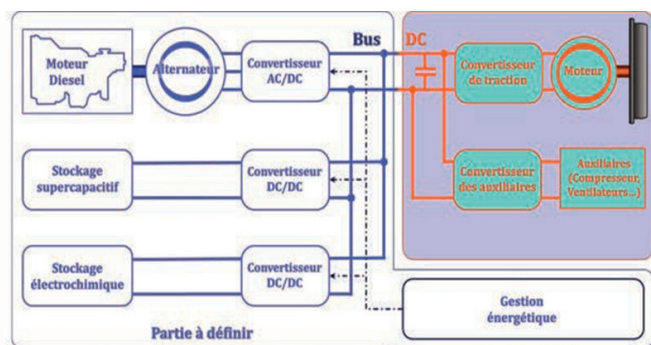 Moteur
Diesel
Alternateur
Convertisseur
AC/DC
Bus
DC
Convertisseur
de traction
Moteur
Stockage
supercapacitif
Convertisseur
DC/DC
Convertisseur
des auxiliaires
Auxiliaires
(Compresseur,
Ventilateurs...)
Stockage
électrochimique
Convertisseur
DC/DC
Partie à définir
Gestion
énergétique